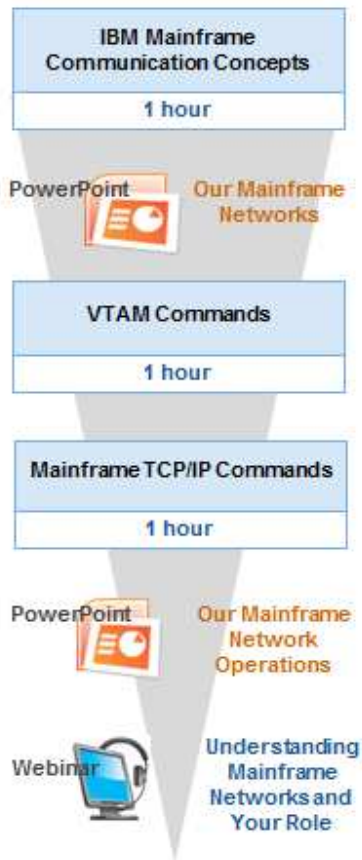 IBM Mainframe
Communication Concepts
1 hour
PowerPoint
Our Mainframe
Networks
VTAM Commands
1 hour
Mainframe TCP/IP Commands
1 hour
PowerPoint
Our Mainframe
Network
Operations
Webinar
Understanding
Mainframe
Networks and
Your Role